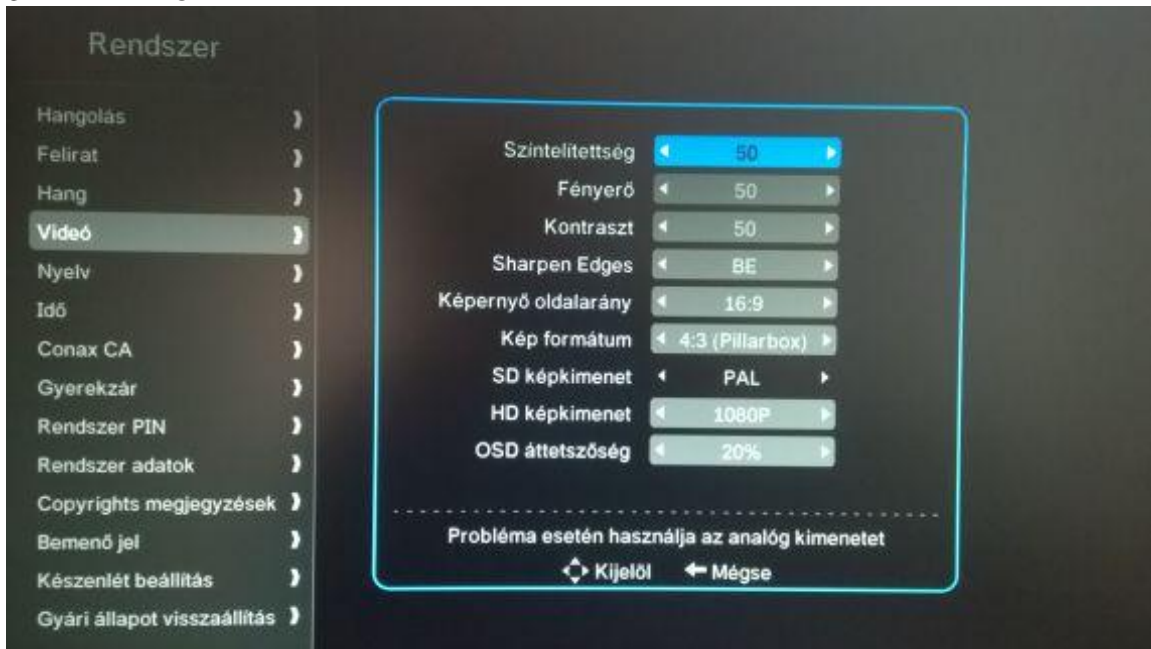 Rendszer
Hangolás
Felirat
Hang
Videó
Nyelv
Idő
Conax CA
Gyerekzár
Rendszer PIN
Rendszer adatok
Copyrights megjegyzések
Bemenő jel
Készenlét beállítás
Gyári állapot visszaállítás
Színtelítettség 50
Fényerő 50
Kontraszt 50
Sharpen Edges BE
Képernyő oldalarány 16:9
Kép formátum 4:3 (Pillarbox)
SD képkimenet PAL
HD képkimenet 1080P
OSD áttetszőség 20%
Probléma esetén használja az analóg kimenetet
Kijelöl Mégse